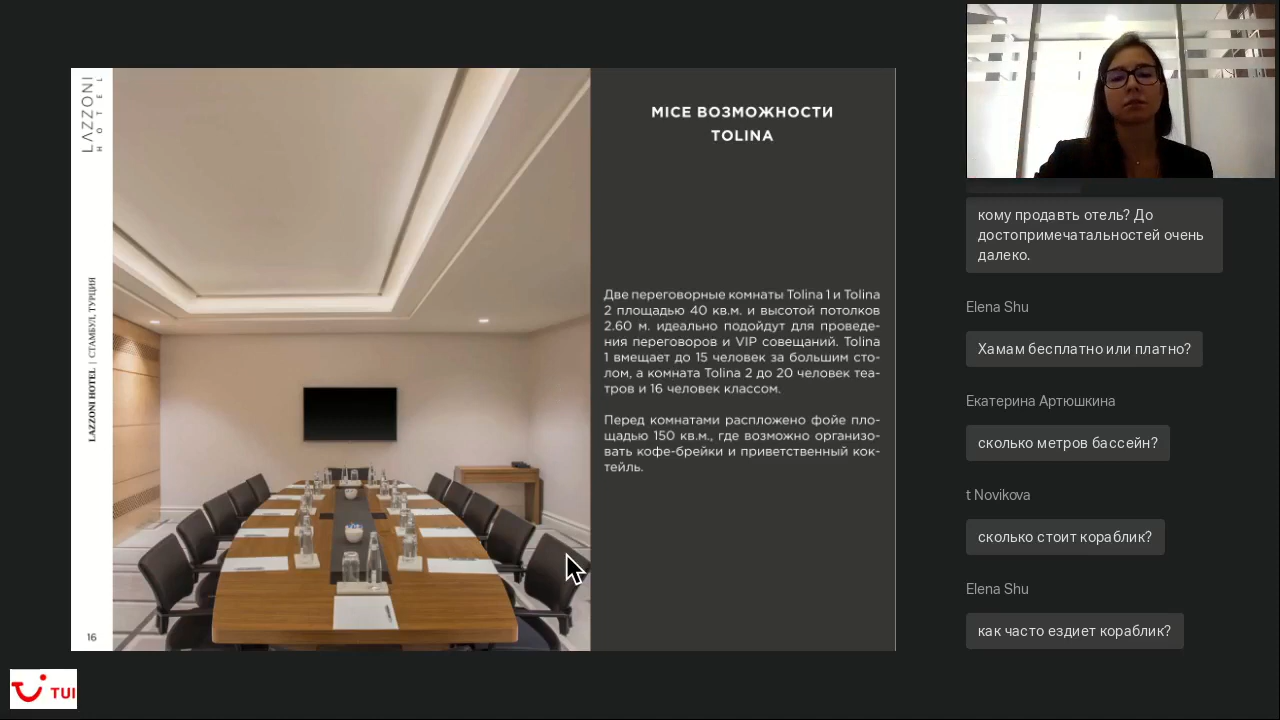 LAZZONI
HOTEL
LAZZONI HOTEL | СТАМБУЛ, ТУРЦИЯ
16
MICE ВОЗМОЖНОСТИ
TOLINA
Две переговорные комнаты Tolina 1 и Tolina
2 площадью 40 кв.м. и высотой потолков
2.60 м. идеально подойдут для проведе-
ния переговоров и VIP совещаний. Tolina
1 вмещает до 15 человек за большим сто-
лом, а комната Tolina 2 до 20 человек теа-
тров и 16 человек классом.
Перед комнатами распложено фойе пло-
щадью 150 кв.м., где возможно организо-
вать кофе-брейки и приветственный кок-
тейль.
TUI
кому продавть отель? До
достопримечатальностей очень
далеко.
Elena Shu
Хамам бесплатно или платно?
Екатерина Артюшкина
сколько метров бассейн?
t Novikova
сколько стоит кораблик?
Elena Shu
как часто ездиет кораблик?